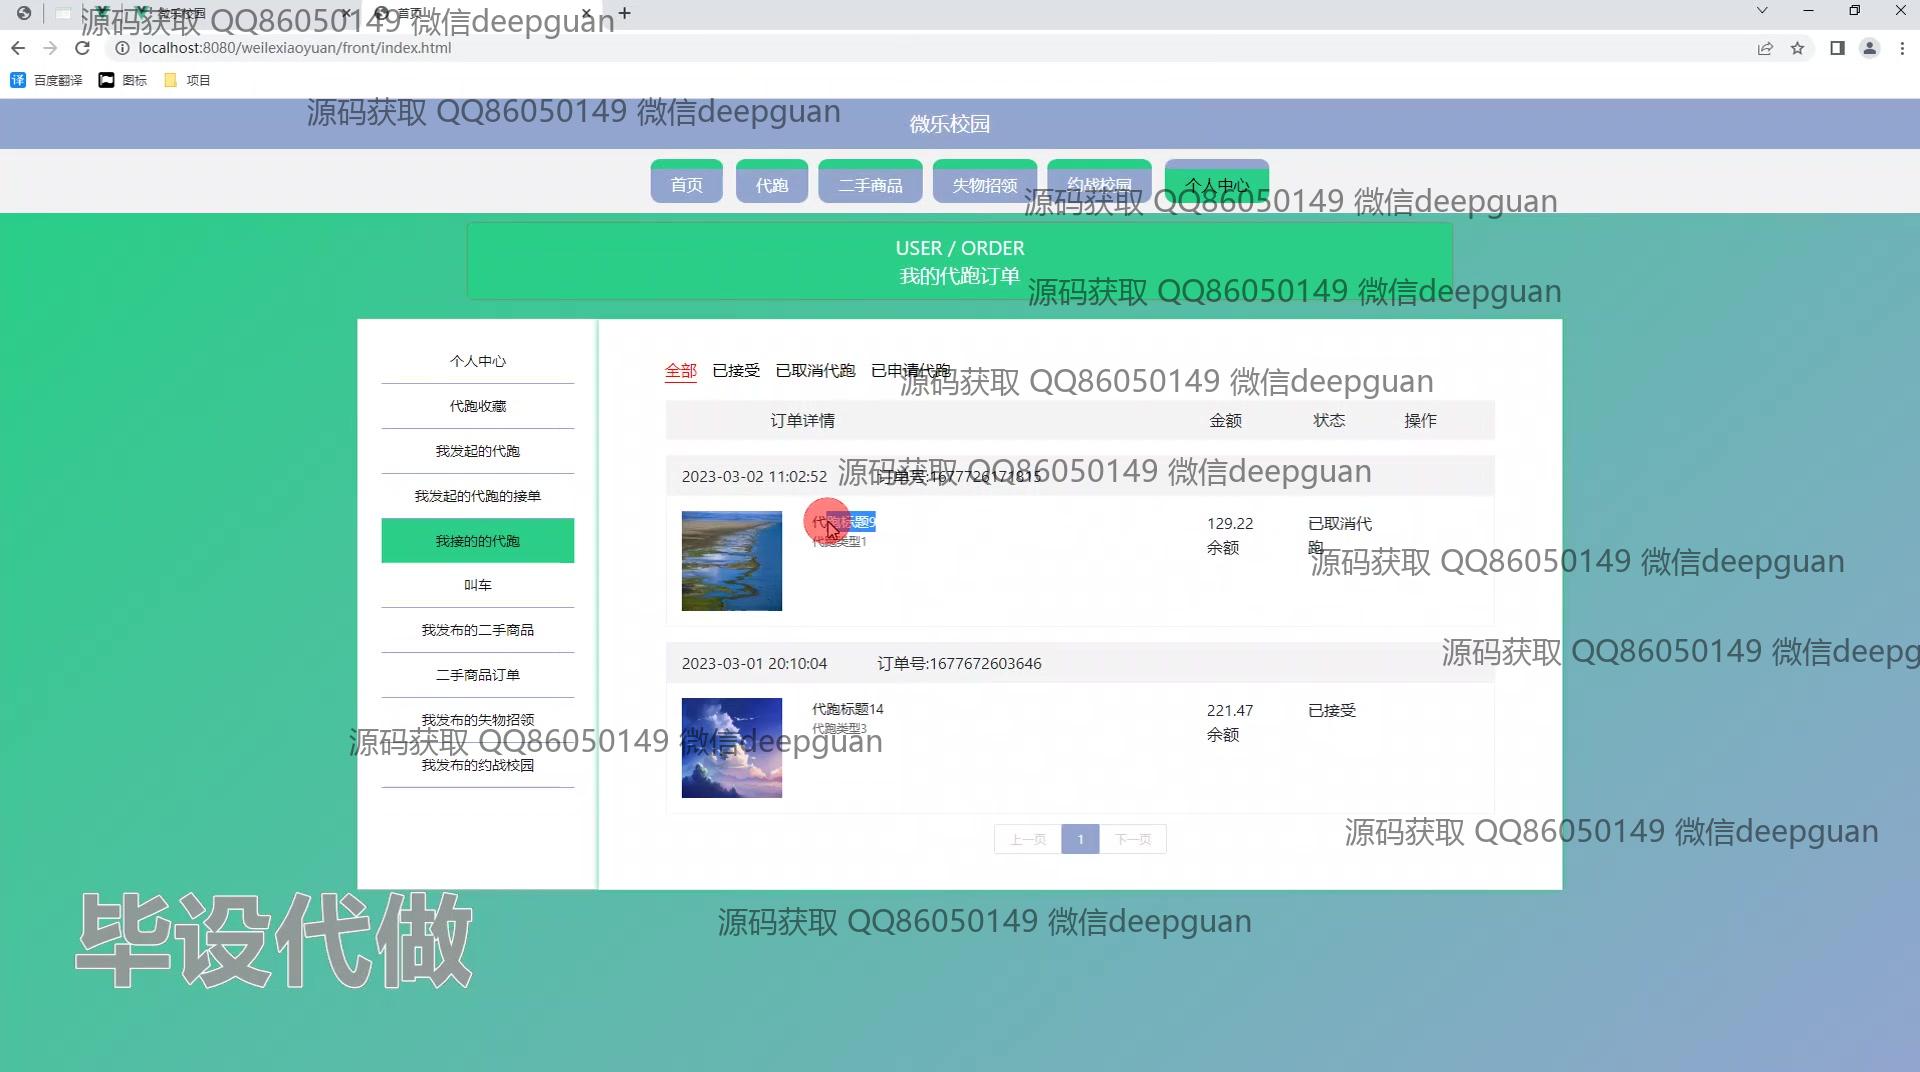 微乐校园
首页
源码获取 QQ86050149 微信deepguan
localhost:8080/weilexiaoyuan/front/index.html
百度翻译 图标 项目
源码获取 QQ86050149 微信deepguan
微乐校园
首页 代跑 二手商品 失物招领 约战校园 个人中心
源码获取 QQ86050149 微信deepguan
USER / ORDER
我的代跑订单
源码获取 QQ86050149 微信deepguan
个人中心
代跑收藏
我发起的代跑
我发起的代跑的接单
我接的的代跑
叫车
我发布的二手商品
二手商品订单
我发布的失物招领
我发布的约战校园
全部 已接受 已取消代跑 已申请代跑
源码获取 QQ86050149 微信deepguan
订单详情 金额 状态 操作
2023-03-02 11:02:52 订单号:1677726171815
源码获取 QQ86050149 微信deepguan
代跑标题9
代跑类型1
129.22
余额
已取消代
跑
源码获取 QQ86050149 微信deepguan
源码获取 QQ86050149 微信deepg
2023-03-01 20:10:04 订单号:1677672603646
代跑标题14
代跑类型3
221.47
余额
已接受
源码获取 QQ86050149 微信deepguan
上一页 1 下一页
源码获取 QQ86050149 微信deepguan
毕设代做
源码获取 QQ86050149 微信deepguan